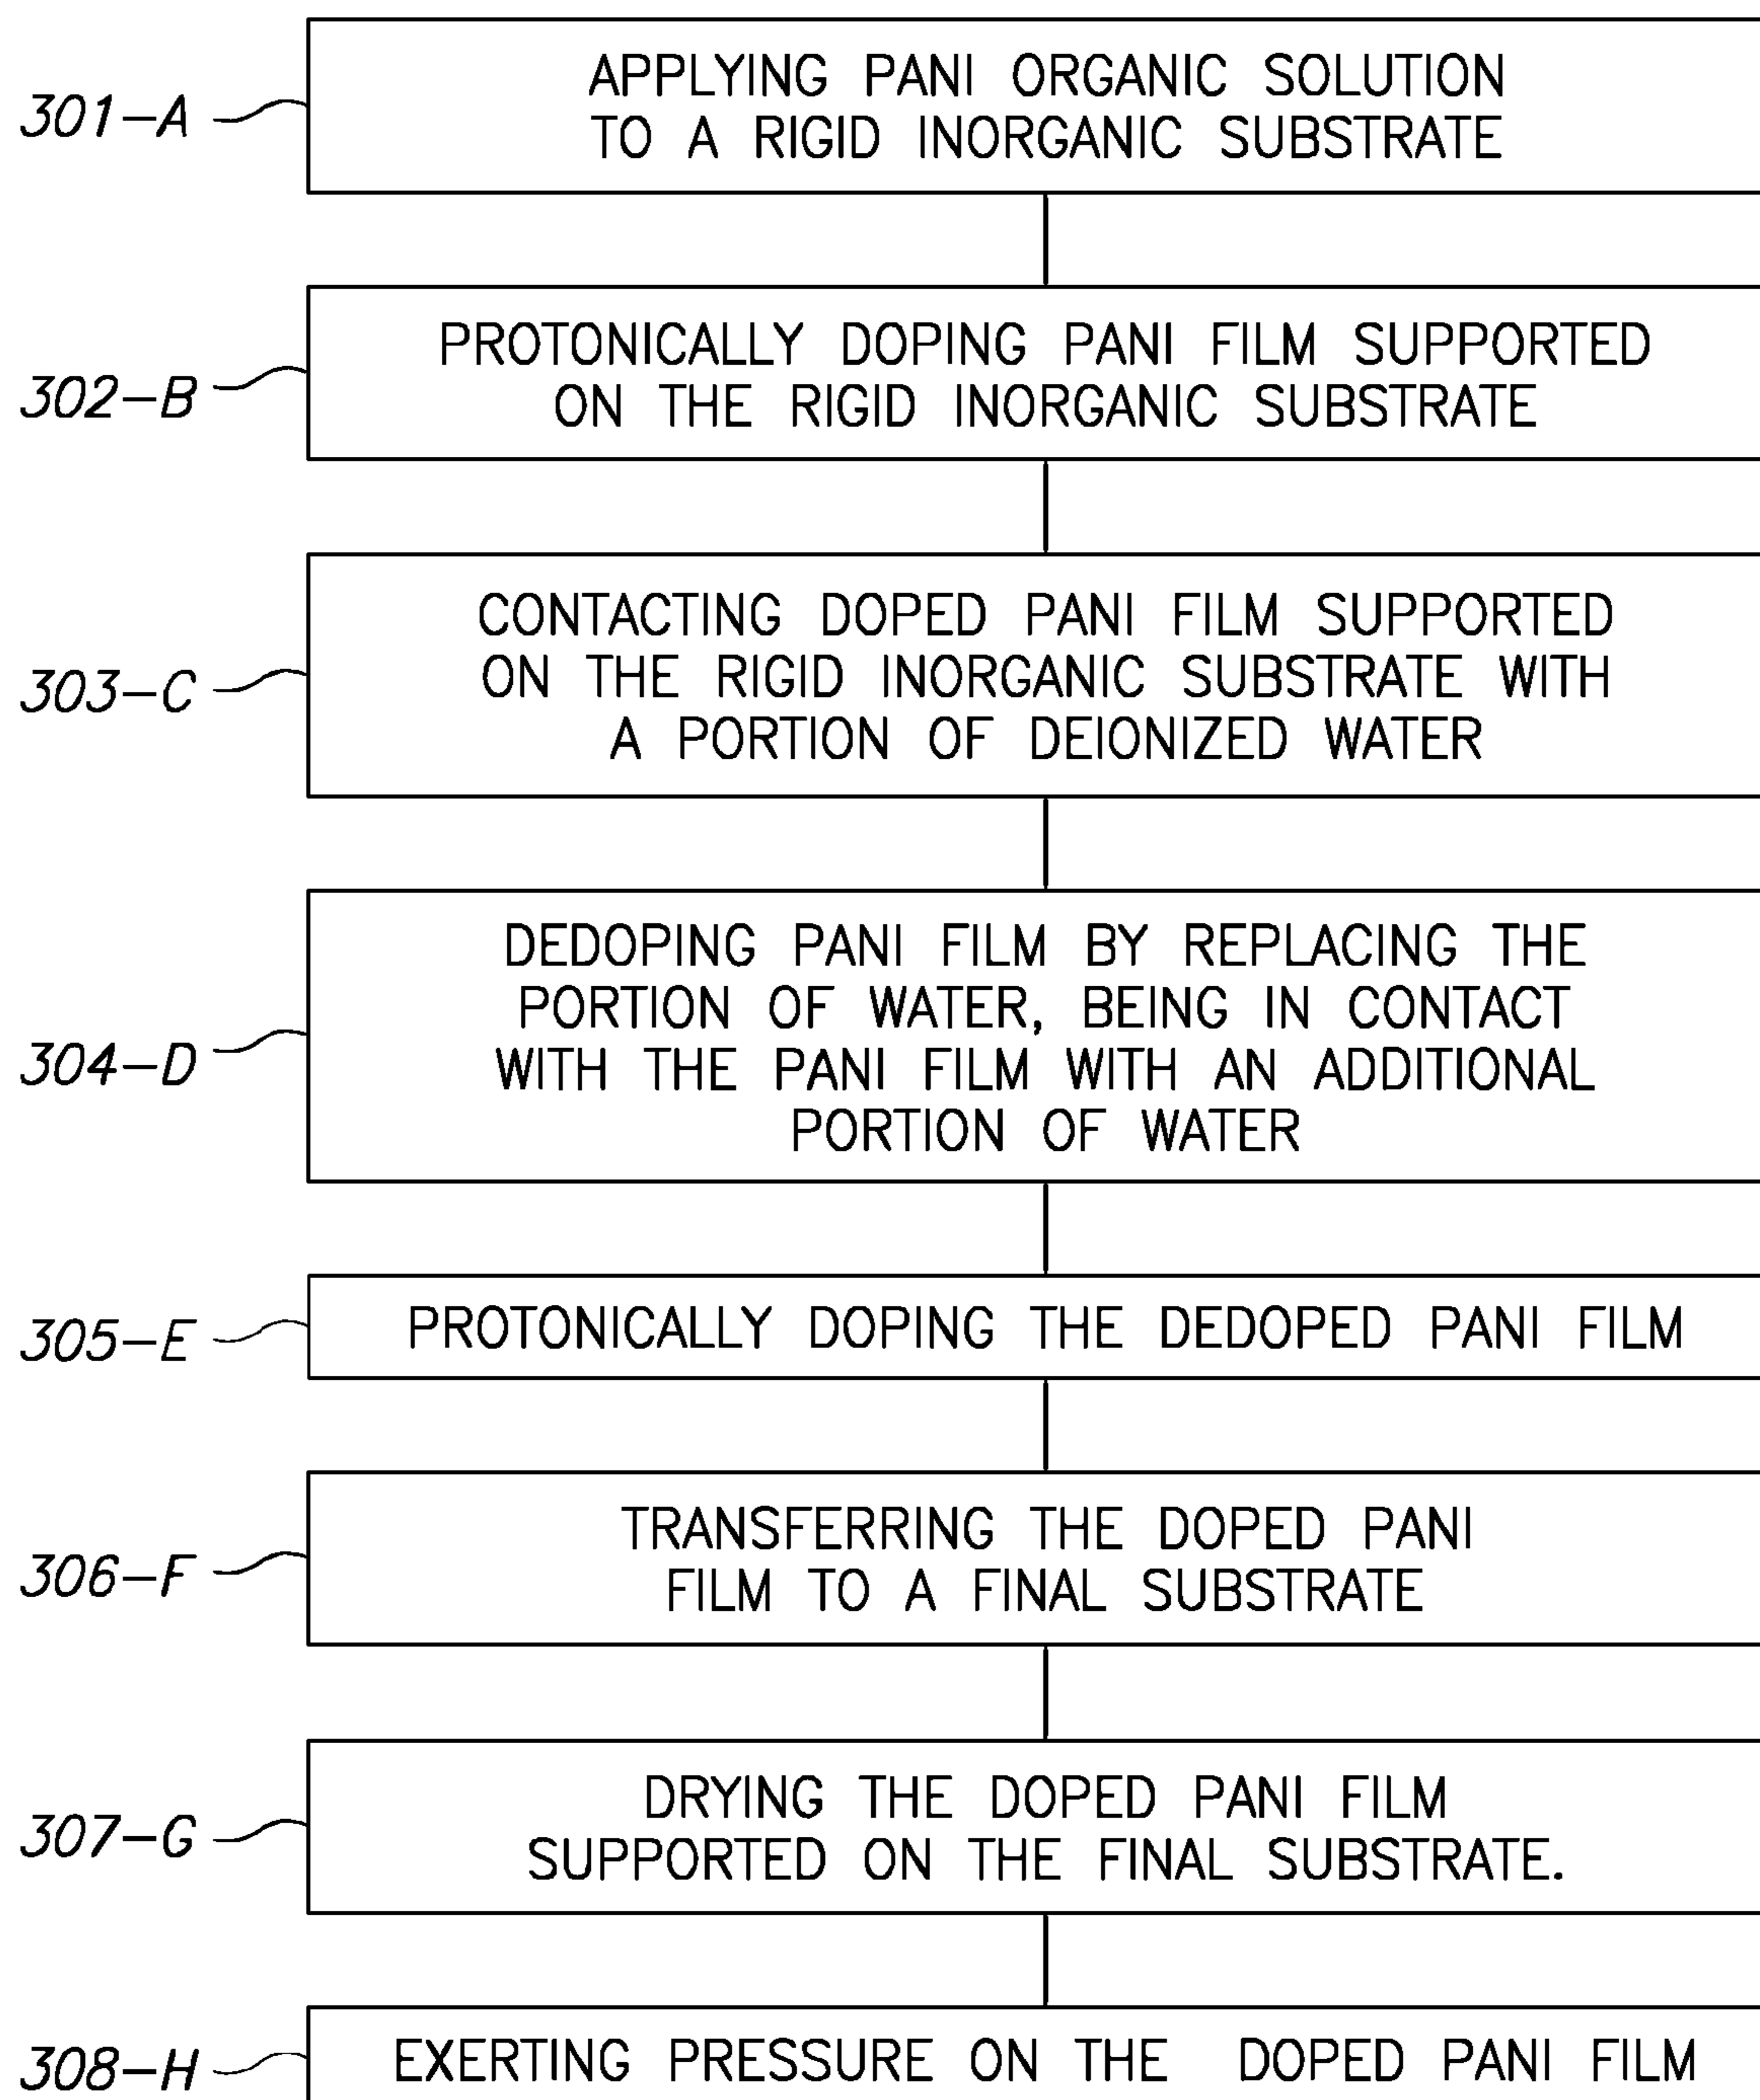 301-A
APPLYING PANI ORGANIC SOLUTION
TO A RIGID INORGANIC SUBSTRATE
302-B
PROTONICALLY DOPING PANI FILM SUPPORTED
ON THE RIGID INORGANIC SUBSTRATE
303-C
CONTACTING DOPED PANI FILM SUPPORTED
ON THE RIGID INORGANIC SUBSTRATE WITH
A PORTION OF DEIONIZED WATER
304-D
DEDOPING PANI FILM BY REPLACING THE
PORTION OF WATER, BEING IN CONTACT
WITH THE PANI FILM WITH AN ADDITIONAL
PORTION OF WATER
305-E
PROTONICALLY DOPING THE DEDOPED PANI FILM
306-F
TRANSFERRING THE DOPED PANI
FILM TO A FINAL SUBSTRATE
307-G
DRYING THE DOPED PANI FILM
SUPPORTED ON THE FINAL SUBSTRATE.
308-H
EXERTING PRESSURE ON THE DOPED PANI FILM